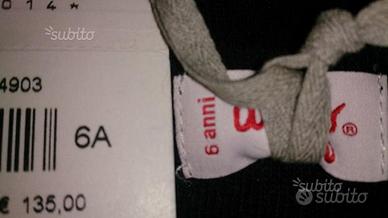 014*
subito
4903
6A
€ 135,00
6 anni
®
subito
subito